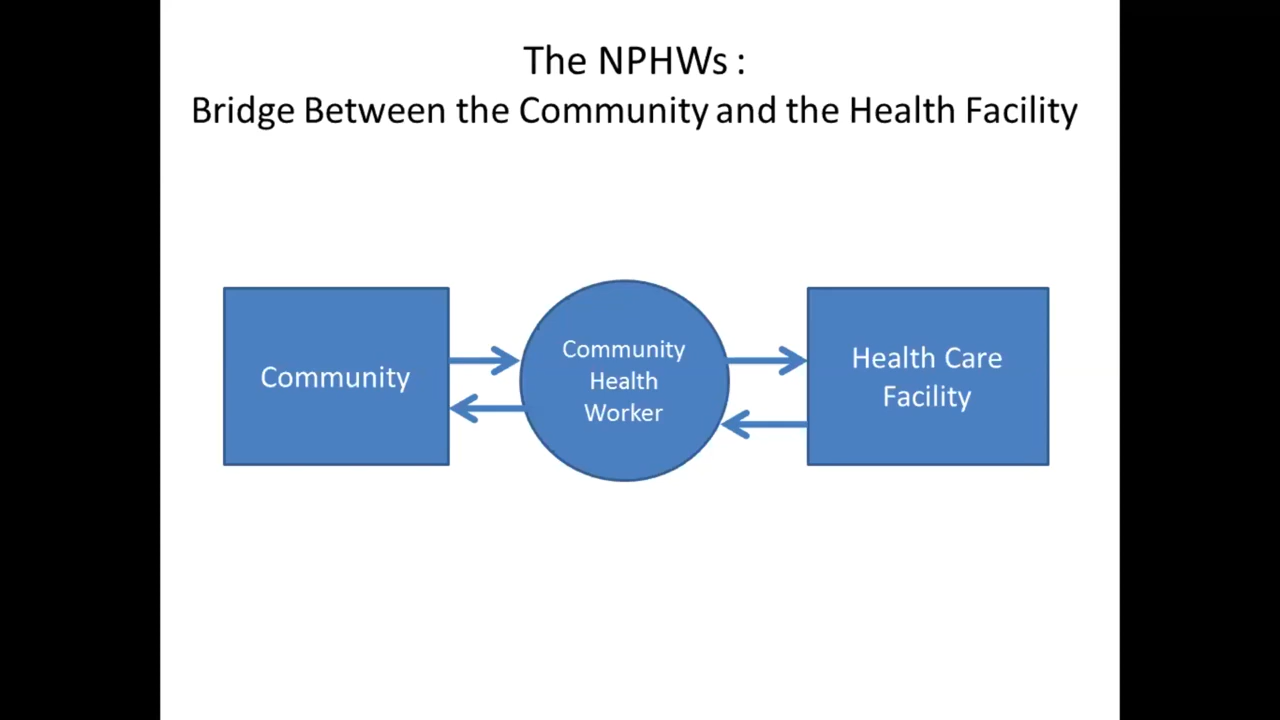 The NPHWs :
Bridge Between the Community and the Health Facility
Community
Community
Health
Worker
Health Care
Facility